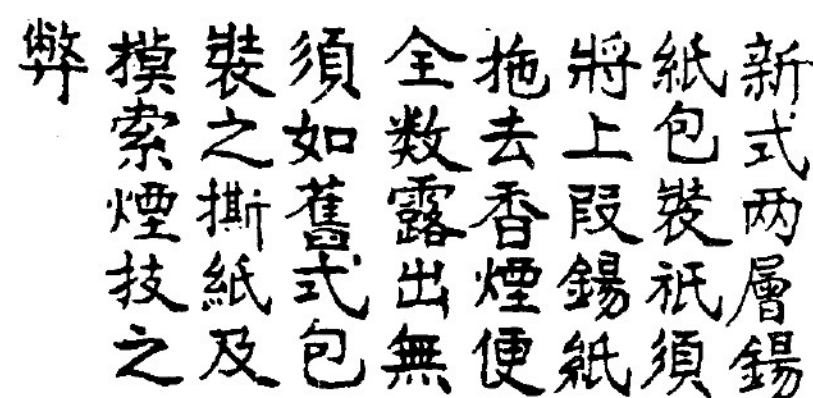 新式两層錫
紙包裝祇須
將上段錫紙
拖去香煙便
全数露出無
須如舊式包
裝之撕紙及
摸索煙技之
弊